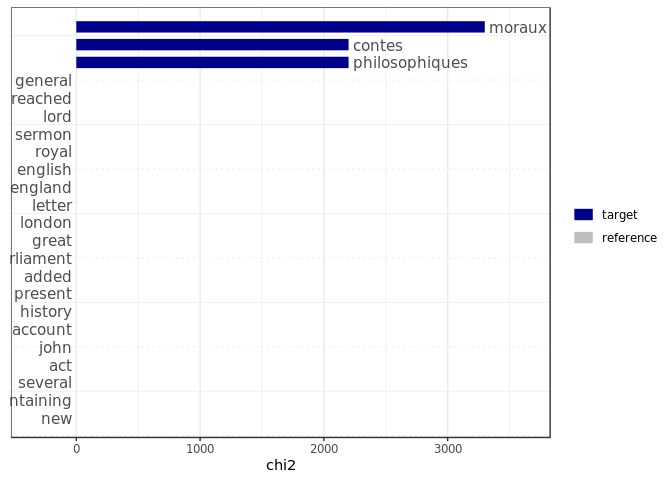 moraux
contes
philosophiques
general
reached
lord
sermon
royal
english
england
letter
london
great
rliament
added
present
history
account
john
act
several
ntaining
new
target
reference
0 1000 2000 3000
chi2